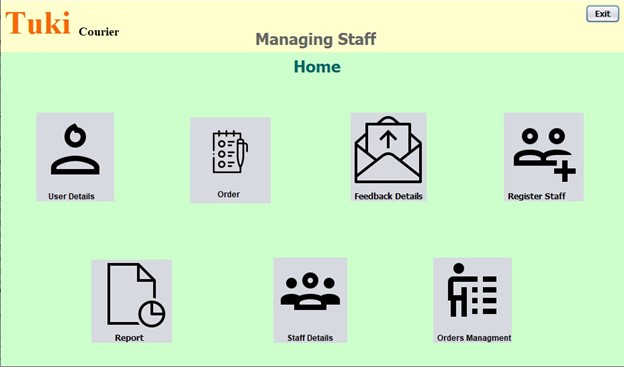 Tuki Courier
Exit
Managing Staff
Home
User Details
Order
Feedback Details
Register Staff
Report
Staff Details
Orders Managment